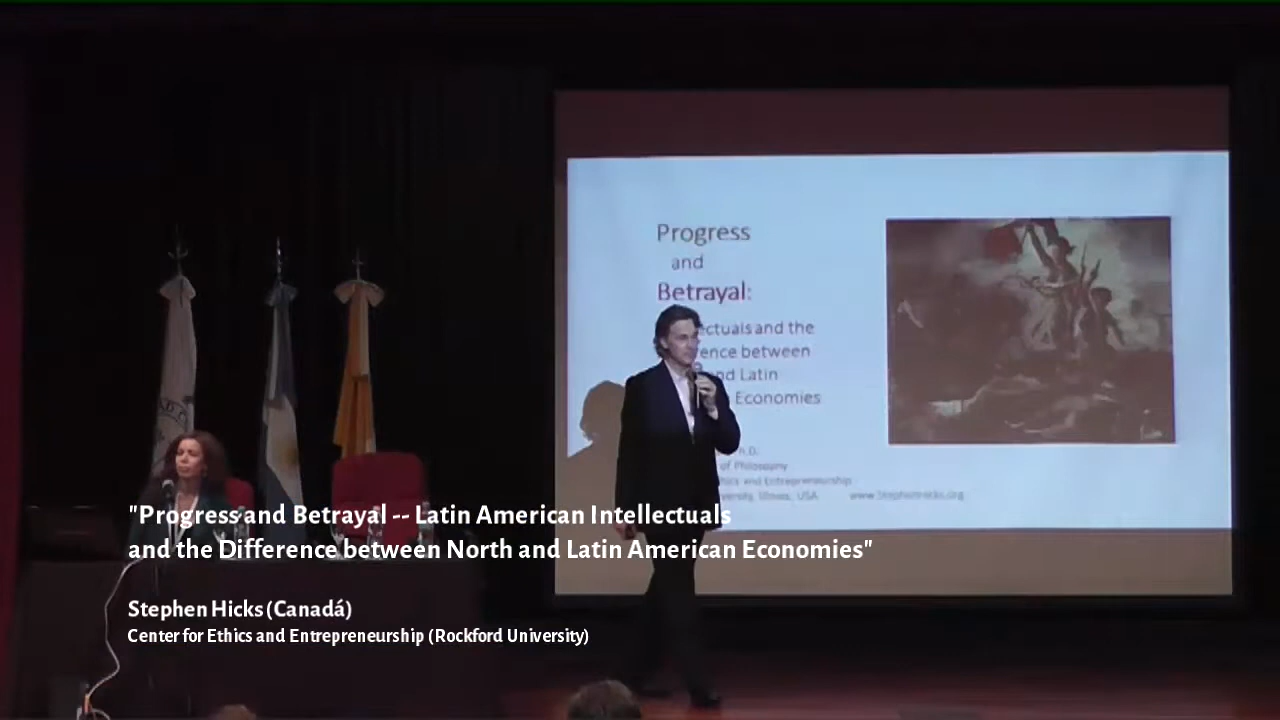 Progress
and
Betrayal:
ectuals and the
ence between
and Latin
Economies
of Philosophy
Ethics and Entrepreneurship
versity, Illinois, USA www.StephenHicks.org
"Progress and Betrayal -- Latin American Intellectuals
and the Difference between North and Latin American Economies"
Stephen Hicks (Canadá)
Center for Ethics and Entrepreneurship (Rockford University)